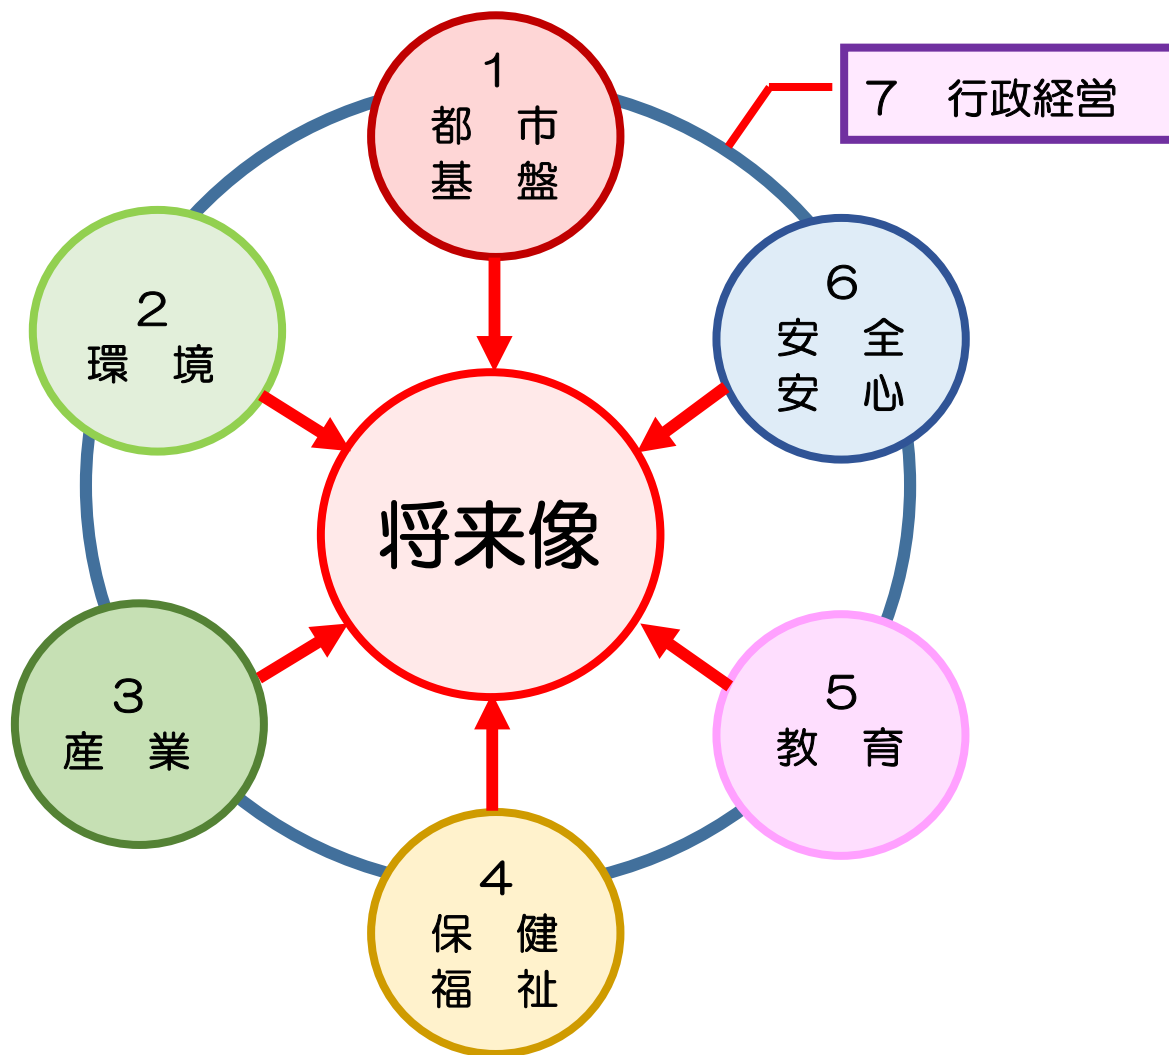 １
都　市
基　盤
７　行政経営
２
環　境
６
安　全
安　心
将来像
３
産　業
５
教　育
４
保　健
福　祉